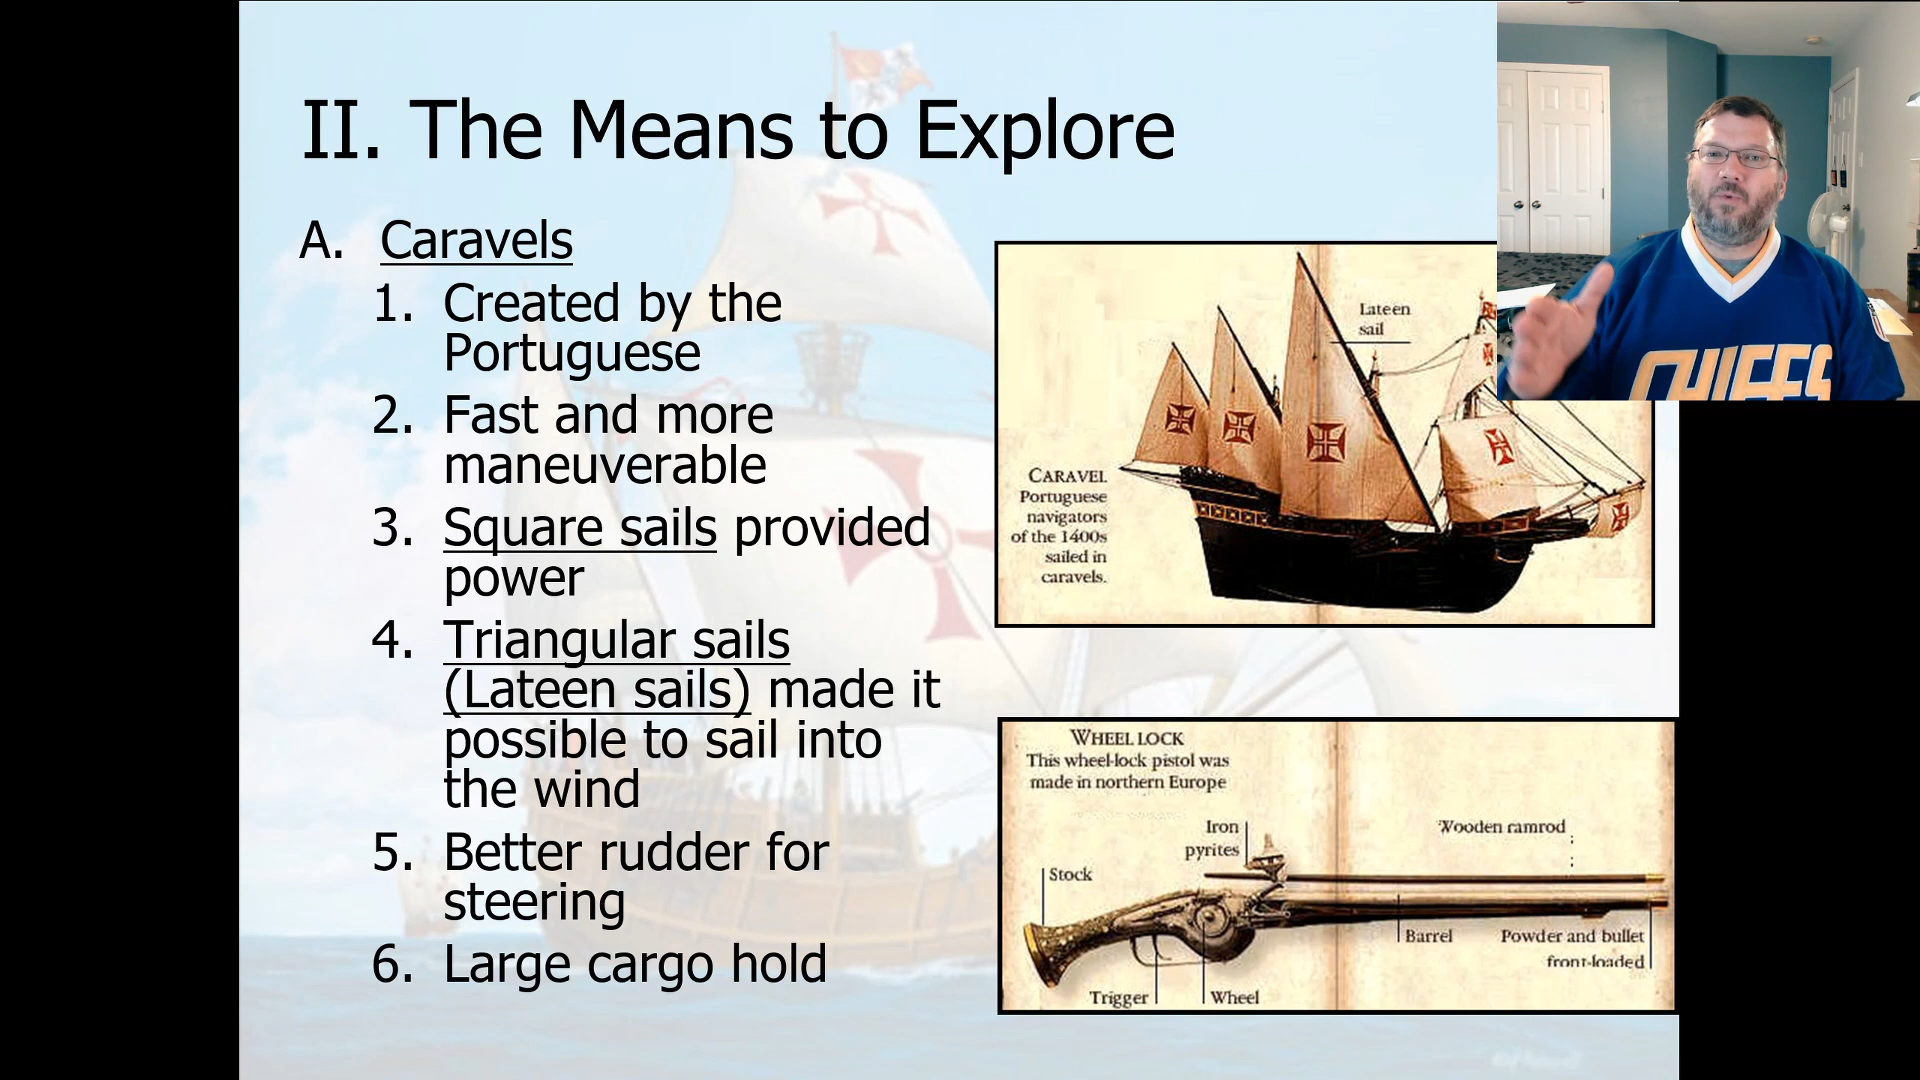 II. The Means to Explore
A. Caravels
1. Created by the
Portuguese
2. Fast and more
maneuverable
3. Square sails provided
power
4. Triangular sails
(Lateen sails) made it
possible to sail into
the wind
5. Better rudder for
steering
6. Large cargo hold
Lateen
sail
CARAVEL
Portuguese
navigators
of the 1400s
sailed in
caravels.
WHEEL LOCK
This wheel-lock pistol was
made in northern Europe
Iron
pyrites
Wooden ramrod
Stock
Barrel
Powder and bullet
front-loaded
Trigger
Wheel
CHIEFS